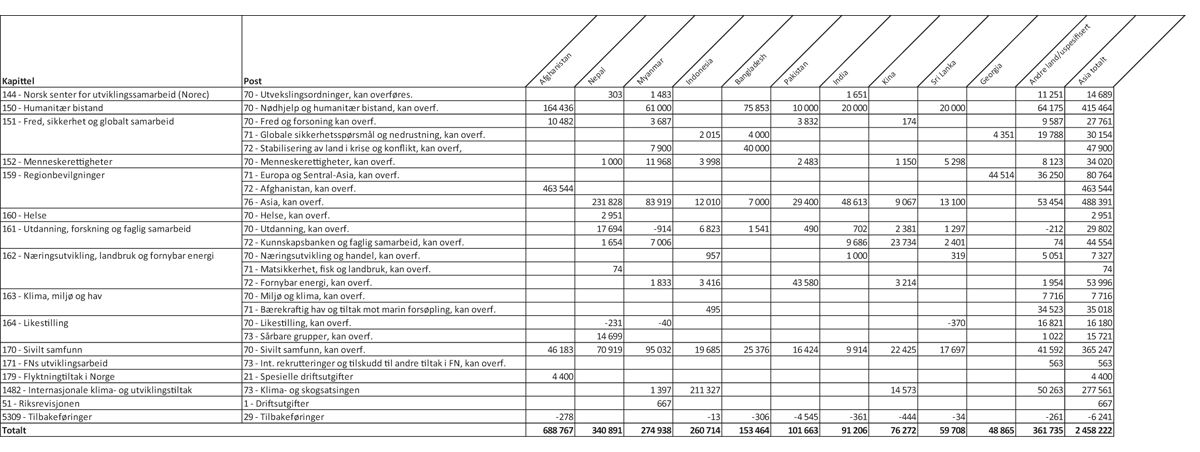 Kapittel Post Afghanistan Nepal Myanmar Indonesia Bangladesh Pakistan India Kina Sri Lanka Georgia Andre land/uspesifisert Asia totalt
144 - Norsk senter for utviklingssamarbeid (Norec) 70 - Utvekslingsordninger, kan overføres. 303 1 483 1 651 11 251 14 689
150 - Humanitær bistand 70 - Nødhjelp og humanitær bistand, kan overf. 164 436 61 000 75 853 10 000 20 000 20 000 64 175 415 464
151 - Fred, sikkerhet og globalt samarbeid 70 - Fred og forsoning kan overf. 10 482 3 687 3 832 174 9 587 27 761
71 - Globale sikkerhetsspørsmål og nedrustning, kan overf. 2 015 4 000 4 351 19 788 30 154
72 - Stabilisering av land i krise og konflikt, kan overf, 7 900 40 000 47 900
152 - Menneskerettigheter 70 - Menneskerettigheter, kan overf. 1 000 11 968 3 998 2 483 1 150 5 298 8 123 34 020
159 - Regionbevilgninger 71 - Europa og Sentral-Asia, kan overf. 44 514 36 250 80 764
72 - Afghanistan, kan overf. 463 544 463 544
76 - Asia, kan overf. 231 828 83 919 12 010 7 000 29 400 48 613 9 067 13 100 53 454 488 391
160 - Helse 70 - Helse, kan overf. 2 951 2 951
161 - Utdanning, forskning og faglig samarbeid 70 - Utdanning, kan overf. 17 694 -914 6 823 1 541 490 702 2 381 1 297 -212 29 802
72 - Kunnskapsbanken og faglig samarbeid, kan overf. 1 654 7 006 9 686 23 734 2 401 74 44 554
162 - Næringsutvikling, landbruk og fornybar energi 70 - Næringsutvikling og handel, kan overf. 957 1 000 319 5 051 7 327
71 - Matsikkerhet, fisk og landbruk, kan overf. 74 74
72 - Fornybar energi, kan overf. 1 833 3 416 43 580 3 214 1 954 53 996
163 - Klima, miljø og hav 70 - Miljø og klima, kan overf. 7 716 7 716
71 - Bærekraftig hav og tiltak mot marin forsøpling, kan overf. 495 34 523 35 018
164 - Likestilling 70 - Likestilling, kan overf. -231 -40 -370 16 821 16 180
73 - Sårbare grupper, kan overf. 14 699 1 022 15 721
170 - Sivilt samfunn 70 - Sivilt samfunn, kan overf. 46 183 70 919 95 032 19 685 25 376 16 424 9 914 22 425 17 697 41 592 365 247
171 - FNs utviklingsarbeid 73 - Int. rekrutteringer og tilskudd til andre tiltak i FN, kan overf. 563 563
179 - Flyktningtiltak i Norge 21 - Spesielle driftsutgifter 4 400 4 400
1482 - Internasjonale klima- og utviklingstiltak 73 - Klima- og skogsatsingen 1 397 211 327 14 573 50 263 277 561
51 - Riksrevisjonen 1 - Driftsutgifter 667 667
5309 - Tilbakeføringer 29 - Tilbakeføringer -278 -13 -306 -4 545 -361 -444 -34 -261 -6 241
Totalt 688 767 340 891 274 938 260 714 153 464 101 663 91 206 76 272 59 708 48 865 361 735 2 458 222